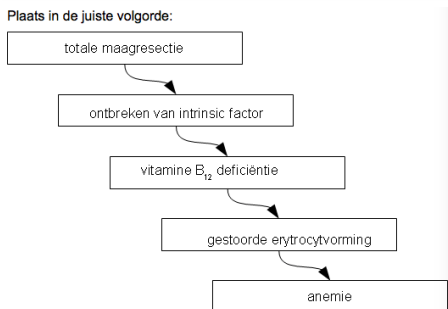 Plaats in de juiste volgorde:
totale maagresectie
ontbreken van intrinsic factor
vitamine B₁₂ deficiëntie
gestoorde erytrocytvorming
anemie